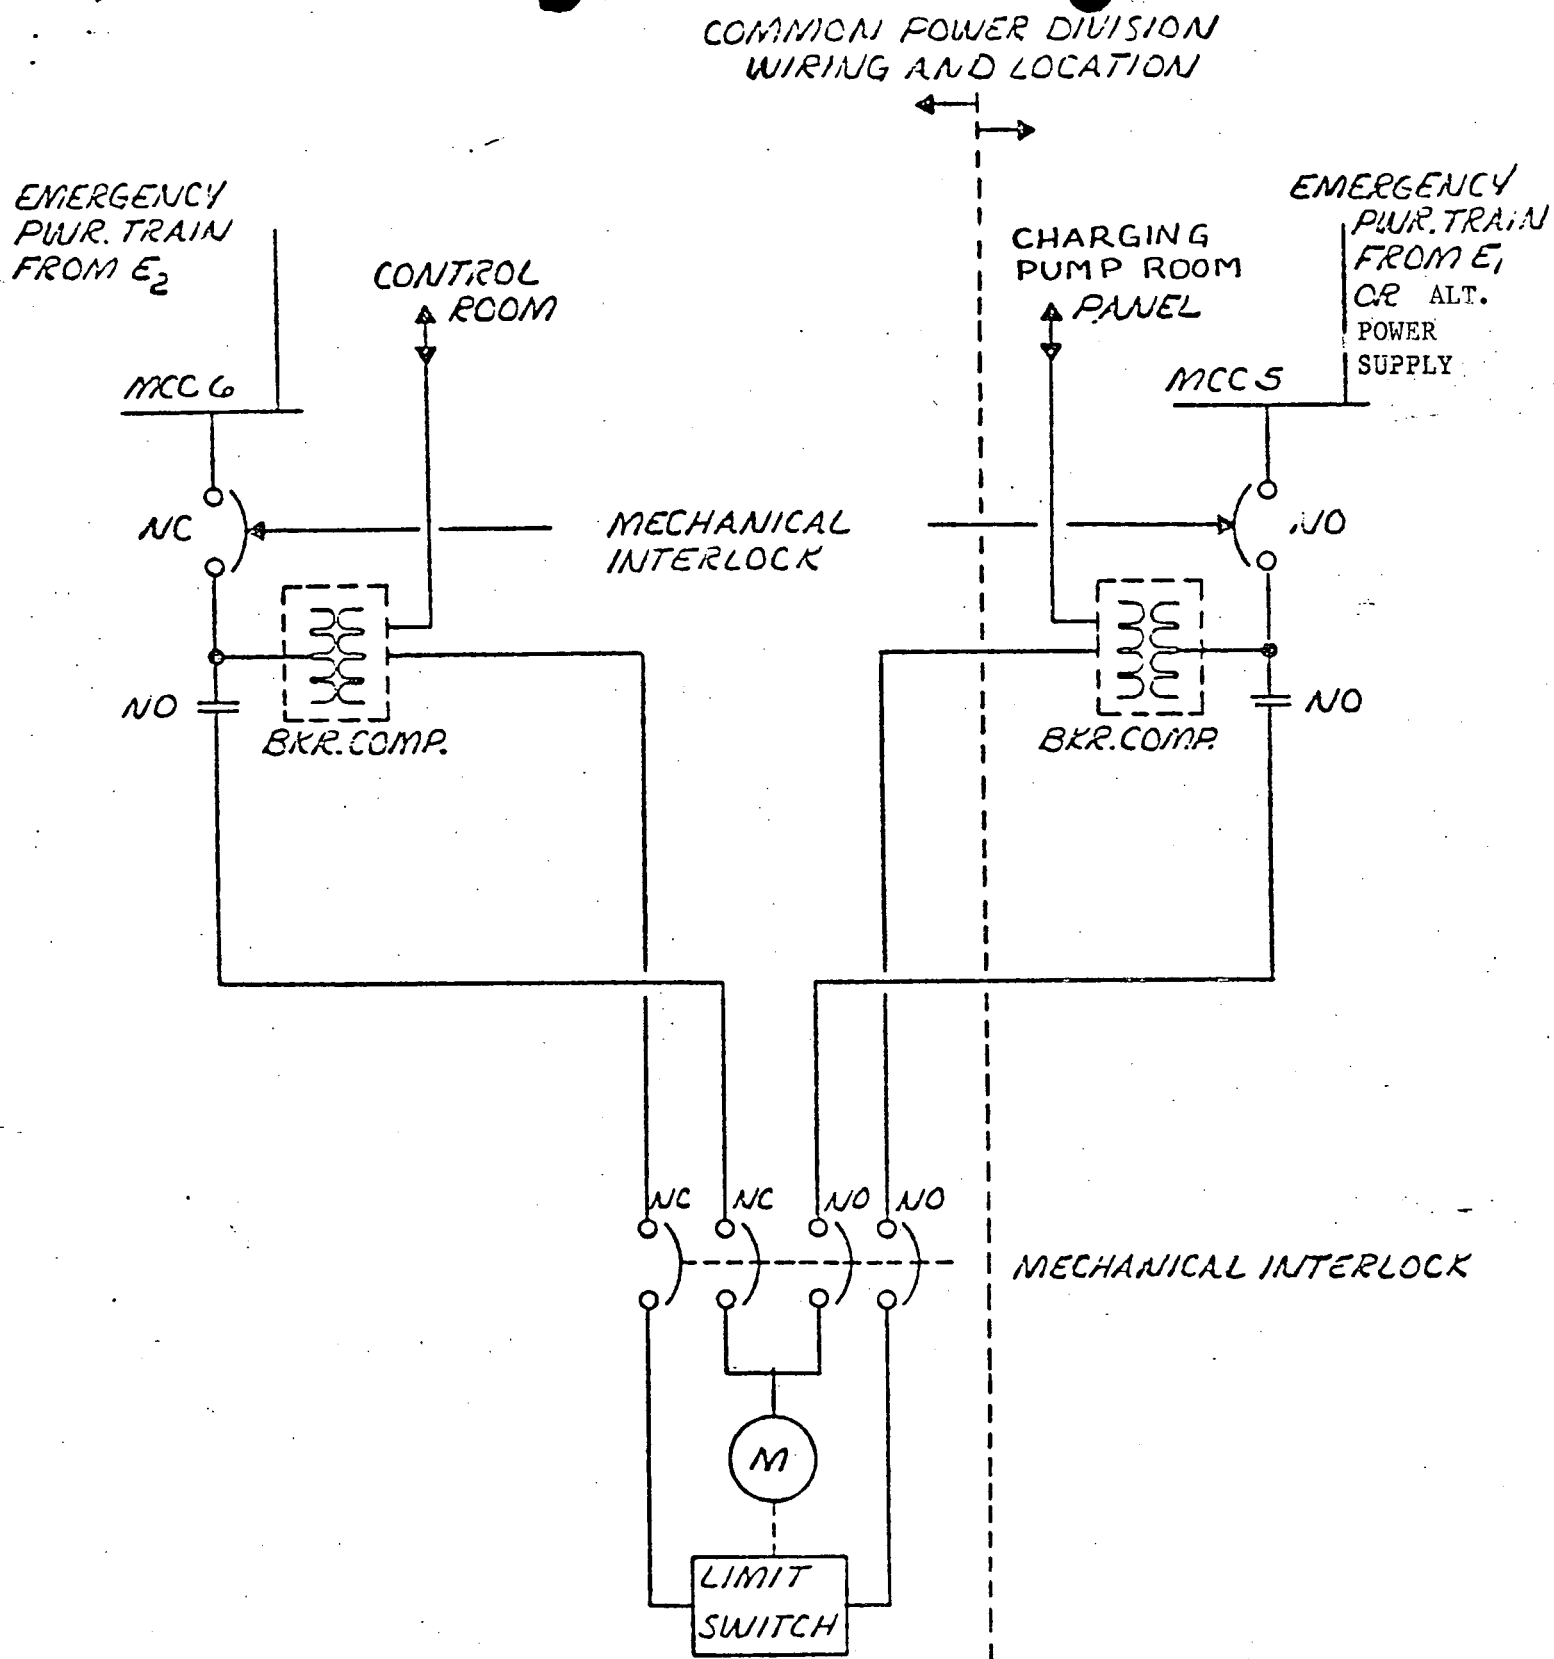 COMMON POWER DIVISION
WIRING AND LOCATION
EMERGENCY
PWR. TRAIN
FROM E2
CONTROL
ROOM
CHARGING
PUMP ROOM
PANEL
EMERGENCY
PWR. TRAIN
FROM E1
OR ALT.
POWER
SUPPLY
MCC 6
MCC 5
NC
MECHANICAL
INTERLOCK
NO
NO
BKR. COMP.
BKR. COMP.
NO
NC
NC
NO
NO
MECHANICAL INTERLOCK
M
LIMIT
SWITCH